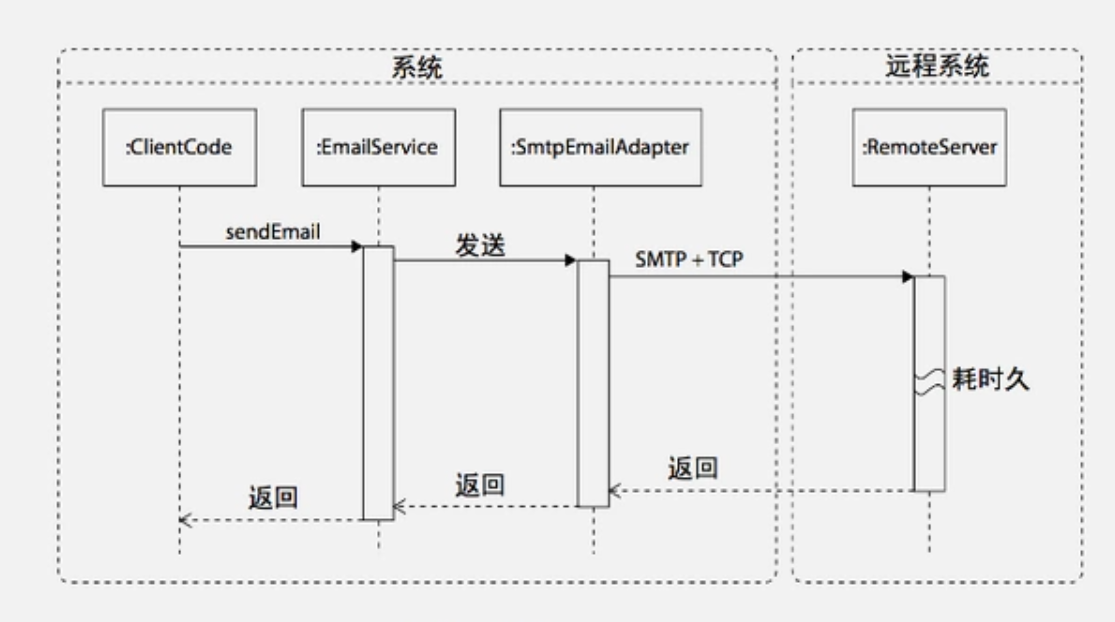 系统
远程系统
:ClientCode
:EmailService
:SmtpEmailAdapter
:RemoteServer
sendEmail
发送
SMTP + TCP
耗时久
返回
返回
返回